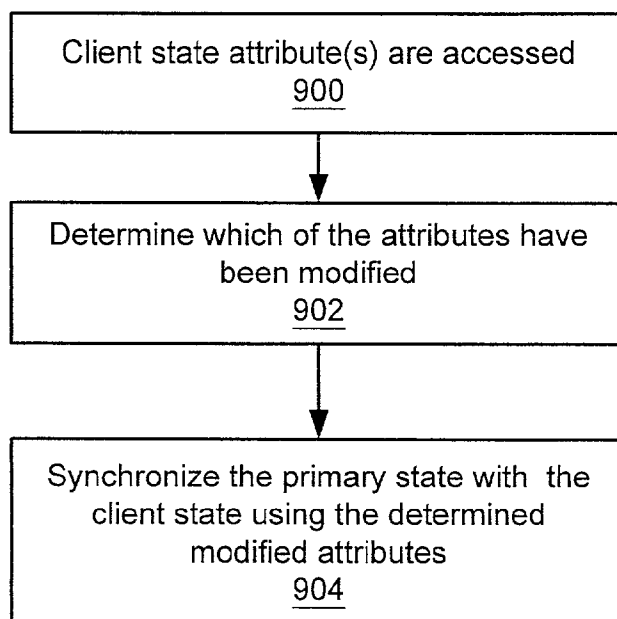 Client state attribute(s) are accessed
900
Determine which of the attributes have
been modified
902
Synchronize the primary state with the
client state using the determined
modified attributes
904